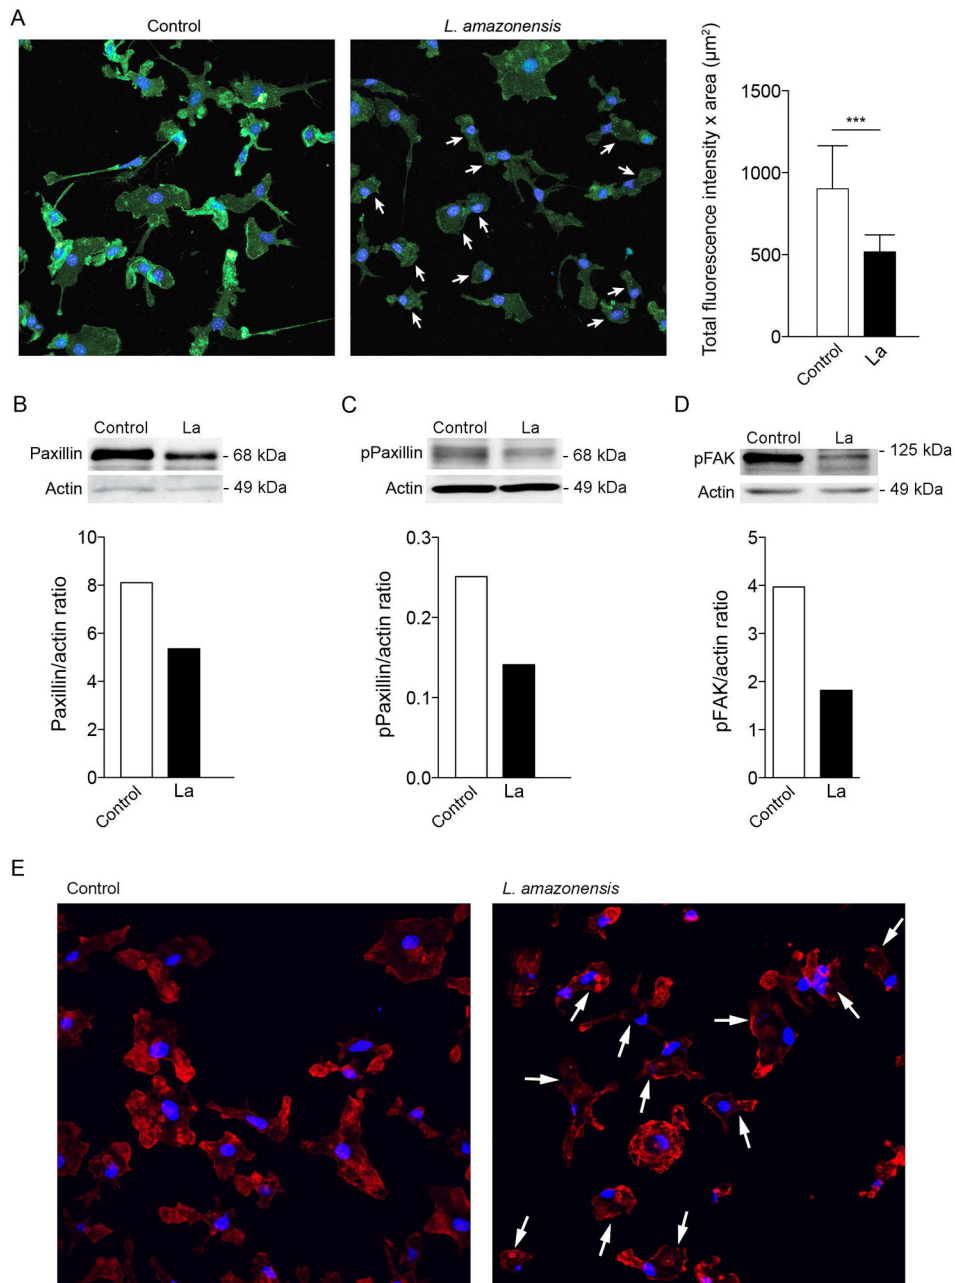 A
Control
L. amazonensis
Total fluorescence intensity x area (µm²)
1500
1000
500
0
***
Control
La
B
Control La
Paxillin
- 68 kDa
Actin
- 49 kDa
Paxillin/actin ratio
10
8
6
4
2
0
Control
La
C
Control La
pPaxillin
- 68 kDa
Actin
- 49 kDa
pPaxillin/actin ratio
0.3
0.2
0.1
0.0
Control
La
D
Control La
pFAK
- 125 kDa
Actin
- 49 kDa
pFAK/actin ratio
5
4
3
2
1
0
Control
La
E
Control
L. amazonensis